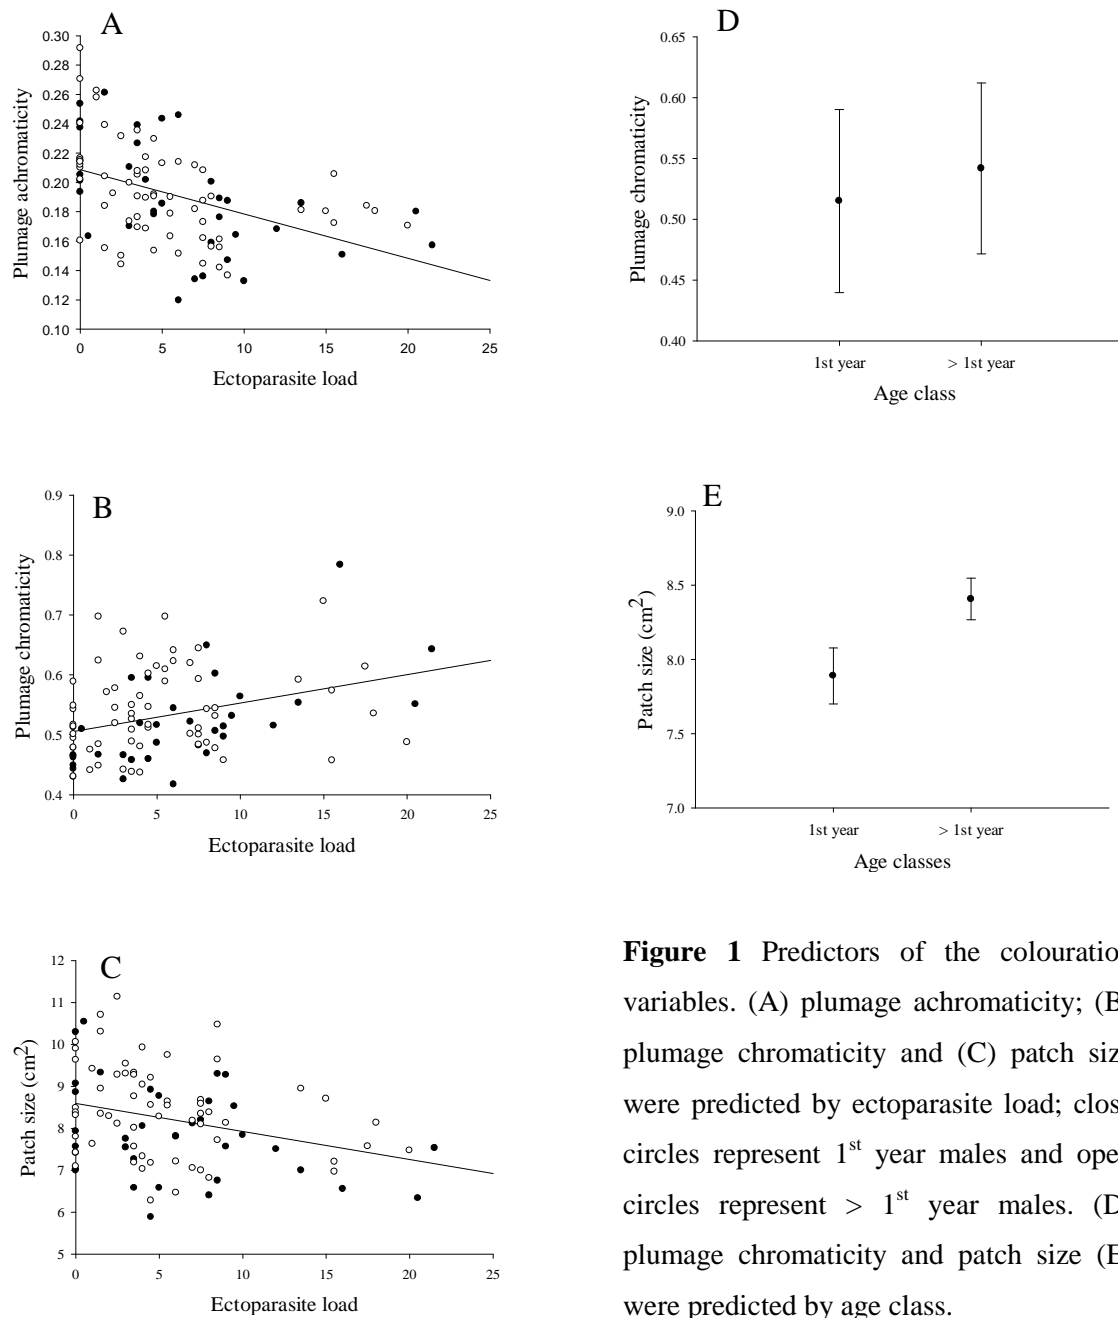 A
0.30
0.28
0.26
0.24
0.22
0.20
0.18
0.16
0.14
0.12
0.10
Plumage achromaticity
0 5 10 15 20 25
Ectoparasite load
D
0.65
0.60
0.55
0.50
0.45
0.40
Plumage chromaticity
1st year > 1st year
Age class
B
0.9
0.8
0.7
0.6
0.5
0.4
Plumage chromaticity
0 5 10 15 20 25
Ectoparasite load
E
9.0
8.5
8.0
7.5
7.0
Patch size (cm²)
1st year > 1st year
Age classes
C
12
11
10
9
8
7
6
5
Patch size (cm²)
0 5 10 15 20 25
Ectoparasite load
Figure 1 Predictors of the colouration
variables. (A) plumage achromaticity; (B
plumage chromaticity and (C) patch siz
were predicted by ectoparasite load; clos
circles represent 1st year males and ope
circles represent > 1st year males. (D
plumage chromaticity and patch size (E
were predicted by age class.